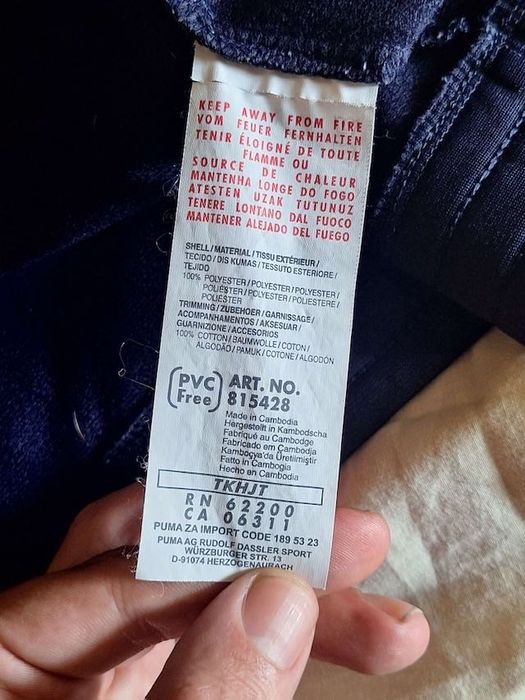 KEEP AWAY FROM FIRE
VOM FEUER FERNHALTEN
TENIR ÉLOIGNÉ DE TOUTE
FLAMME OU
SOURCE DE CHALEUR
MANTENHA LONGE DO FOGO
ATESTEN UZAK TUTUNUZ
TENERE LONTANO DAL FUOCO
MANTENER ALEJADO DEL FUEGO
SHELL/MATERIAL/TISSU EXTÉRIEUR/
TECIDO/DIS KUMAS/TESSUTO ESTERIORE/
TEJIDO
100% POLYESTER/POLYESTER/POLYESTER/
POLIÉSTER/POLYESTER/POLIESTERE/
POLIÉSTER
TRIMMING/ZUBEHOER/GARNISSAGE/
ACOMPANHAMENTOS/AKSESUAR/
GUARNIZIONE/ACCESORIOS
100% COTTON/BAUMWOLLE/COTON/
ALGODÃO/PAMUK/COTONE/ALGODÓN
PVC Free
ART. NO.
815428
Made in Cambodia
Hergestellt in Kambodscha
Fabriqué au Cambodge
Fabricado em Cambodja
Kambogya'da Üretilmiştir
Fatto in Cambogia
Hecho en Cambodia
TKHJT
RN 62200
CA 06311
PUMA ZA IMPORT CODE 189 53 23
PUMA AG RUDOLF DASSLER SPORT
WÜRZBURGER STR. 13
D-91074 HERZOGENAURACH